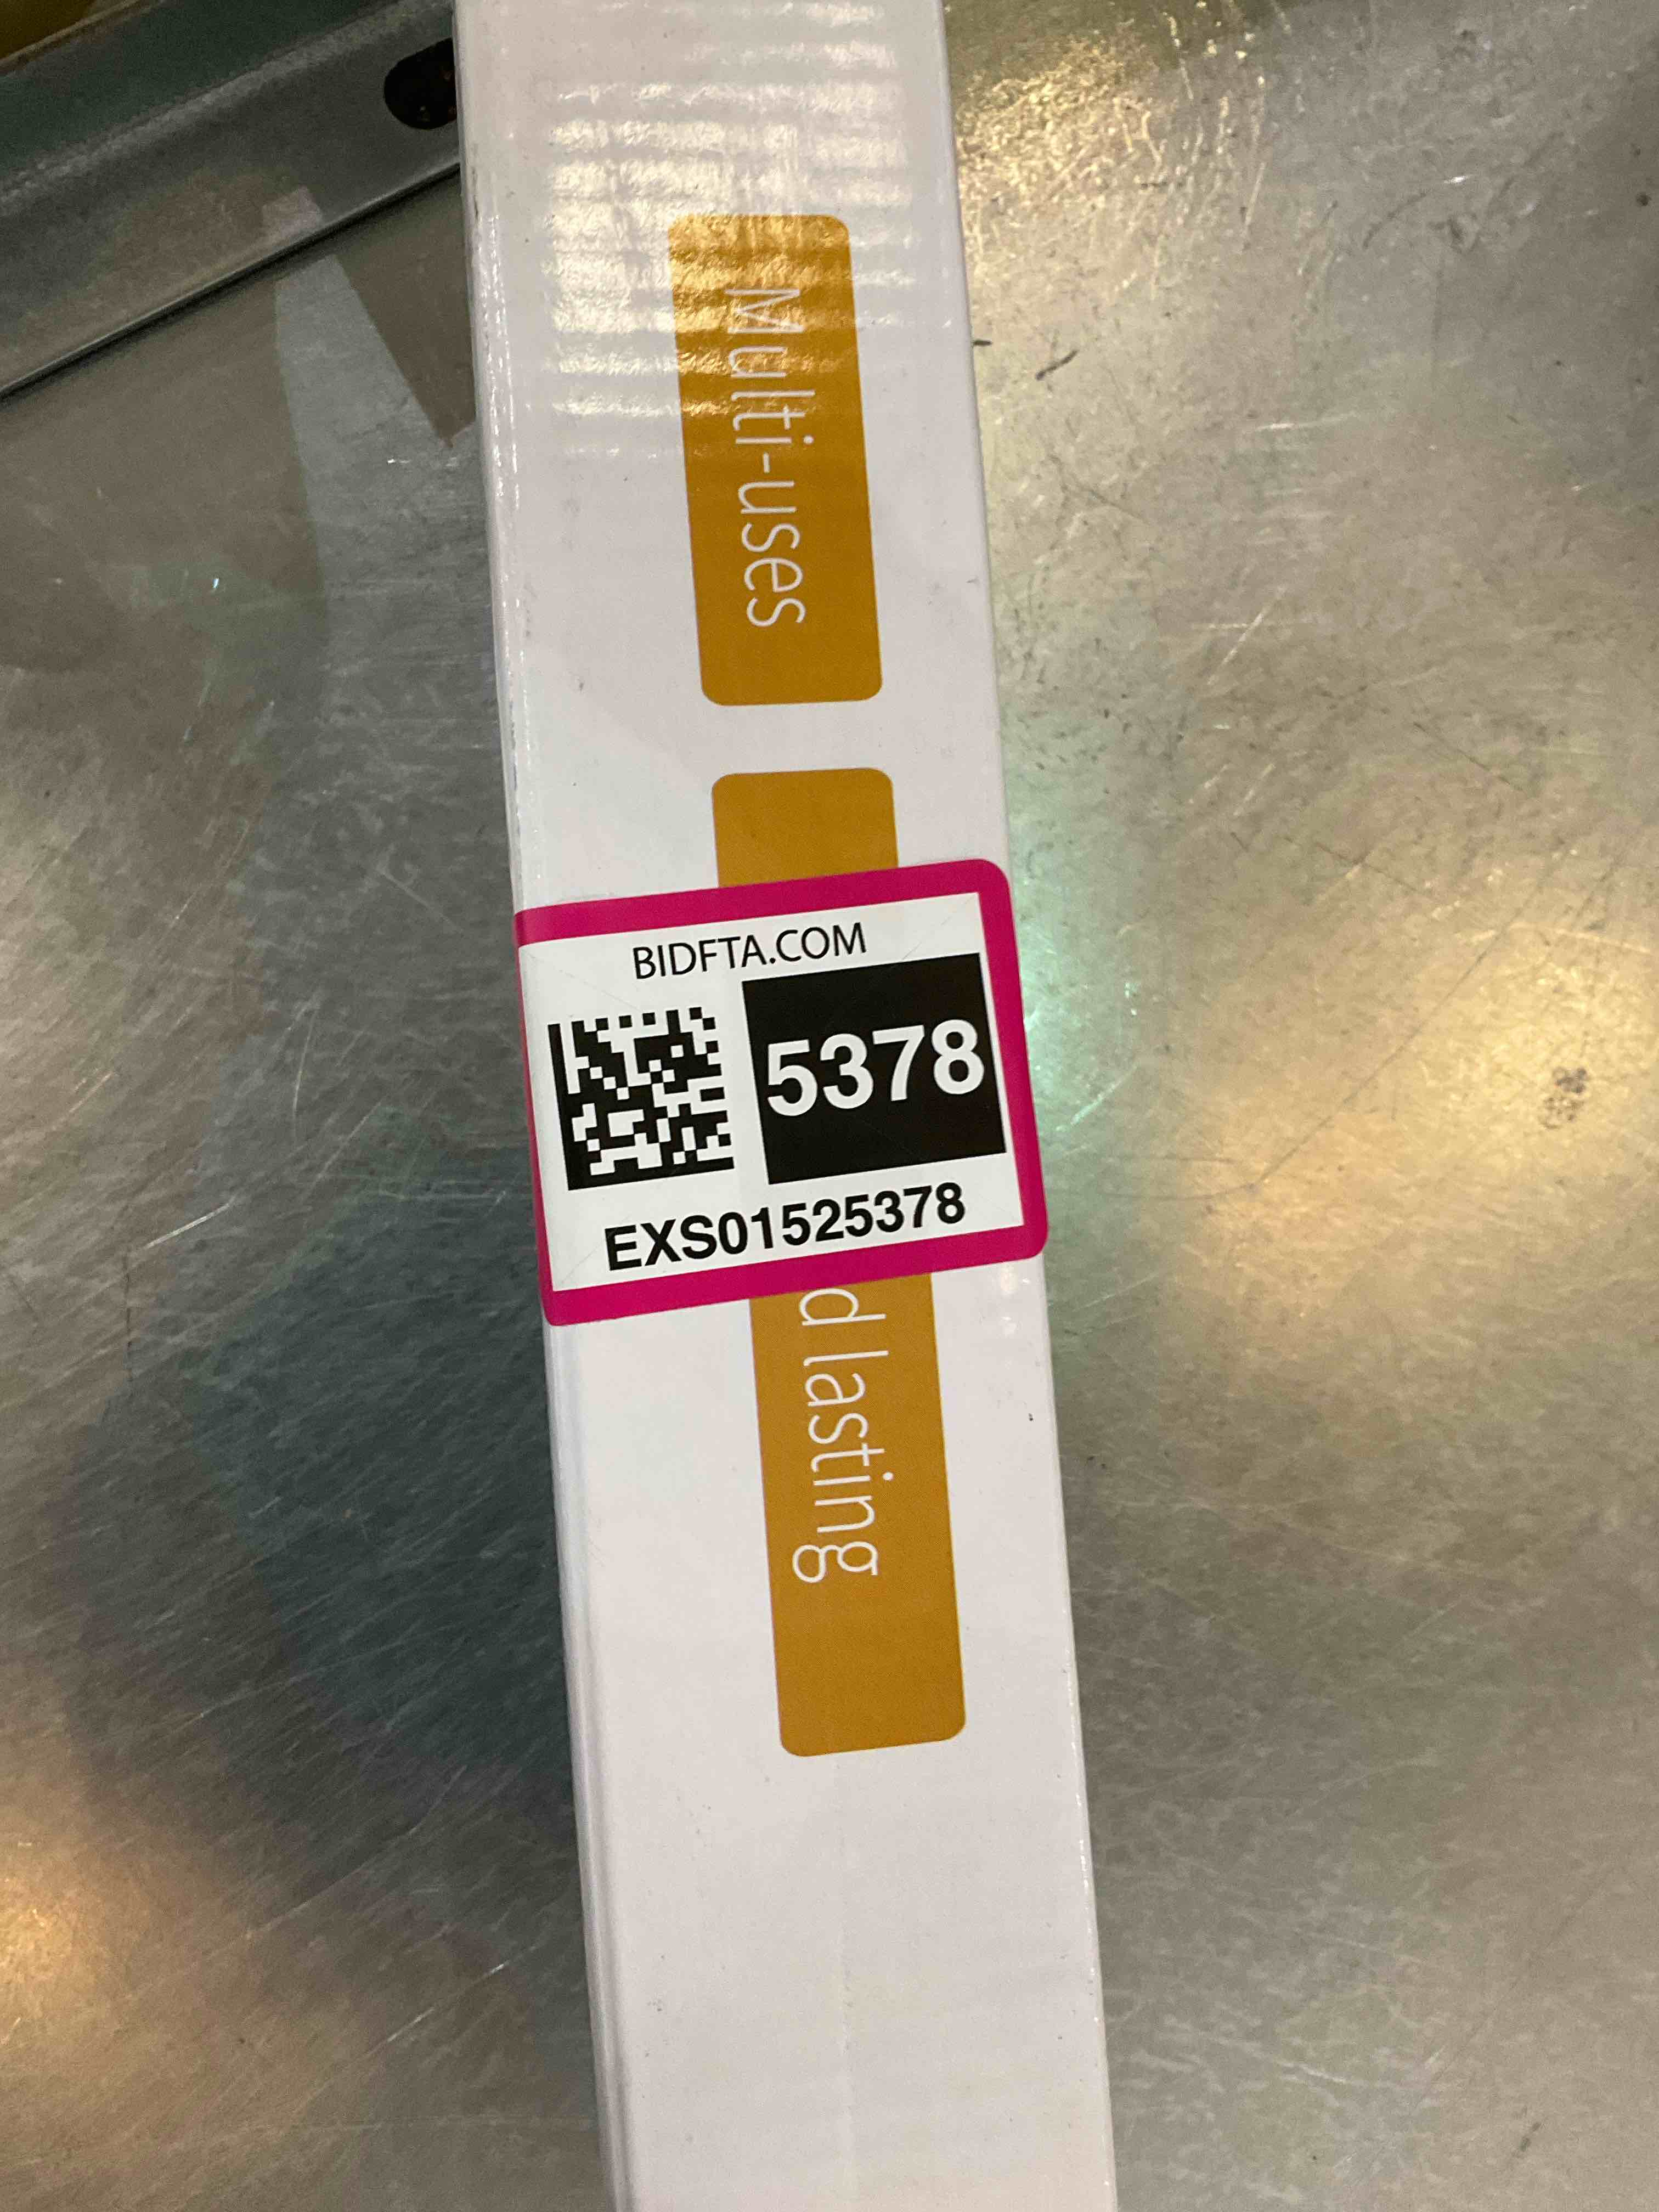 Multi-uses
BIDFTA.COM
5378
EXS01525378
lasting